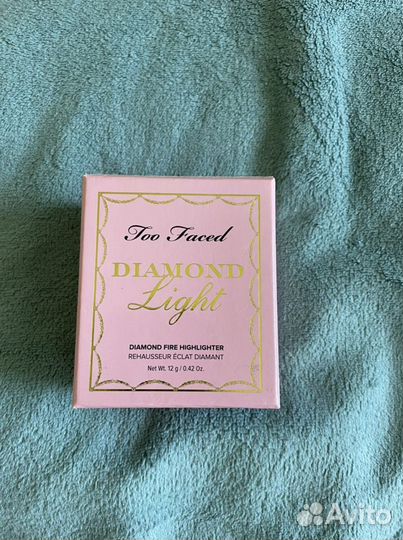 Too Faced
DIAMOND
Light
DIAMOND FIRE HIGHLIGHTER
REHAUSSEUR ÉCLAT DIAMANT
Net Wt. 12 g / 0.42 Oz.
Avito